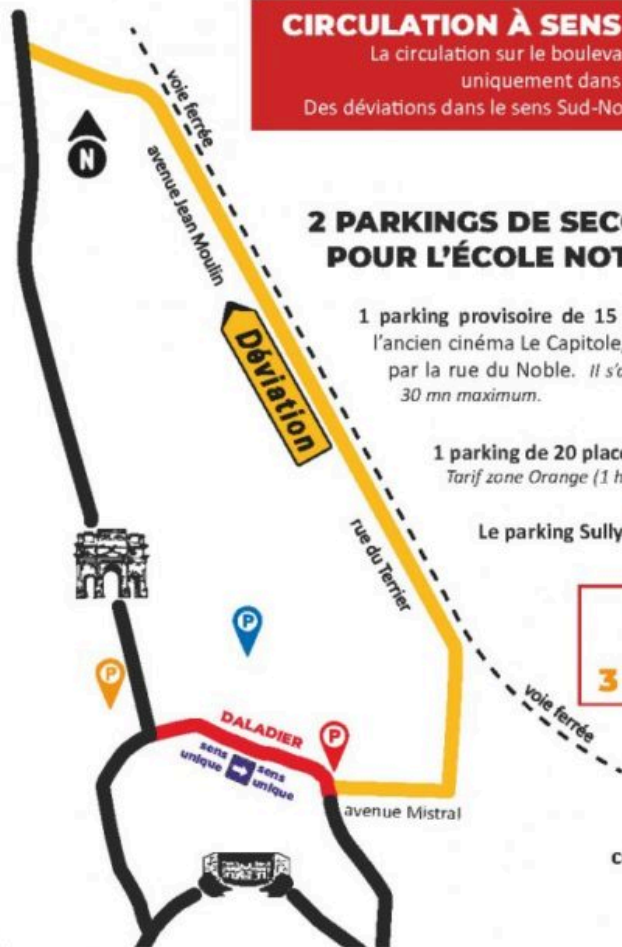 CIRCULATION À SENS
La circulation sur le bouleva
uniquement dans
Des déviations dans le sens Sud-No
voie ferrée
N
avenue Jean Moulin
2 PARKINGS DE SECO
POUR L'ÉCOLE NOT
1 parking provisoire de 15
l'ancien cinéma Le Capitole,
par la rue du Noble. Il s'a
30 mn maximum.
Déviation
1 parking de 20 place
Tarif zone Orange (1 h
rue du Terrier
Le parking Sully
P
P
3
voie ferrée
DALADIER
P
sens unique
sens unique
avenue Mistral
c